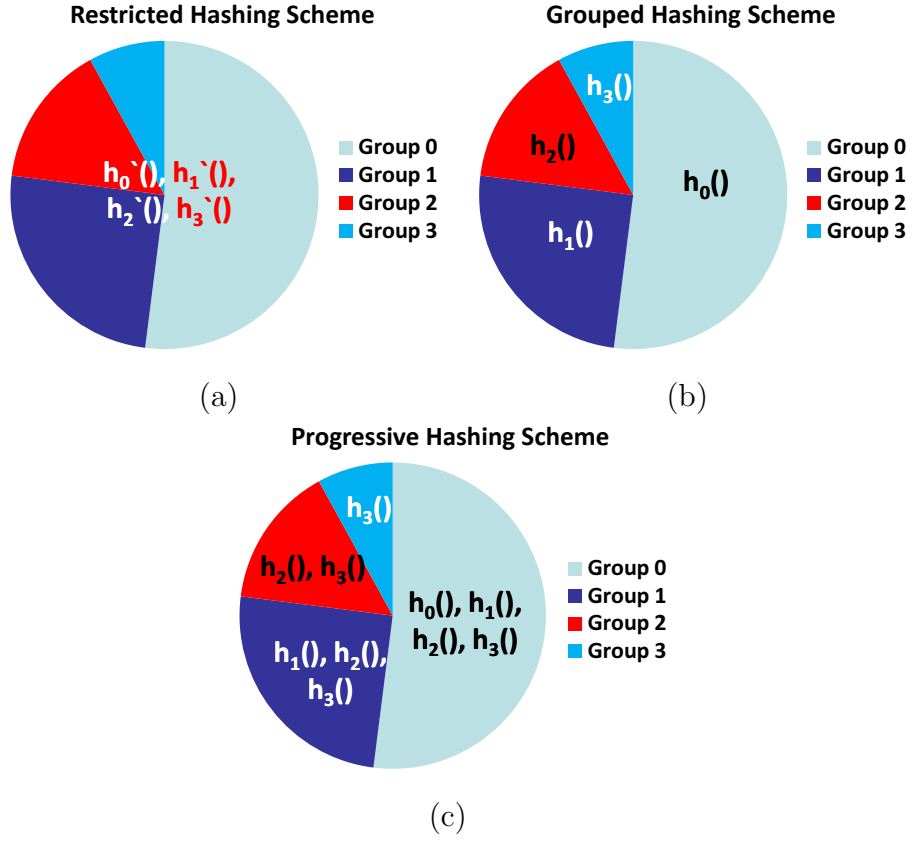 Restricted Hashing Scheme
h₀`(), h₁`(),
h₂`(), h₃`()
Group 0
Group 1
Group 2
Group 3
(a)
Grouped Hashing Scheme
h₃()
h₂()
h₀()
h₁()
Group 0
Group 1
Group 2
Group 3
(b)
Progressive Hashing Scheme
h₃()
h₂(), h₃()
h₀(), h₁(),
h₂(), h₃()
h₁(), h₂(),
h₃()
Group 0
Group 1
Group 2
Group 3
(c)